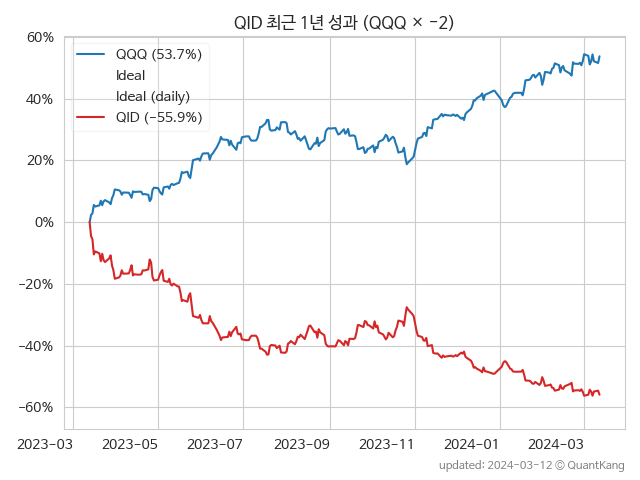 QID 최근 1년 성과 (QQQ × −2)
60%
40%
20%
0%
−20%
−40%
−60%
QQQ (53.7%)
Ideal
Ideal (daily)
QID (−55.9%)
2023−03
2023−05
2023−07
2023−09
2023−11
2024−01
2024−03
updated: 2024-03-12 © QuantKang